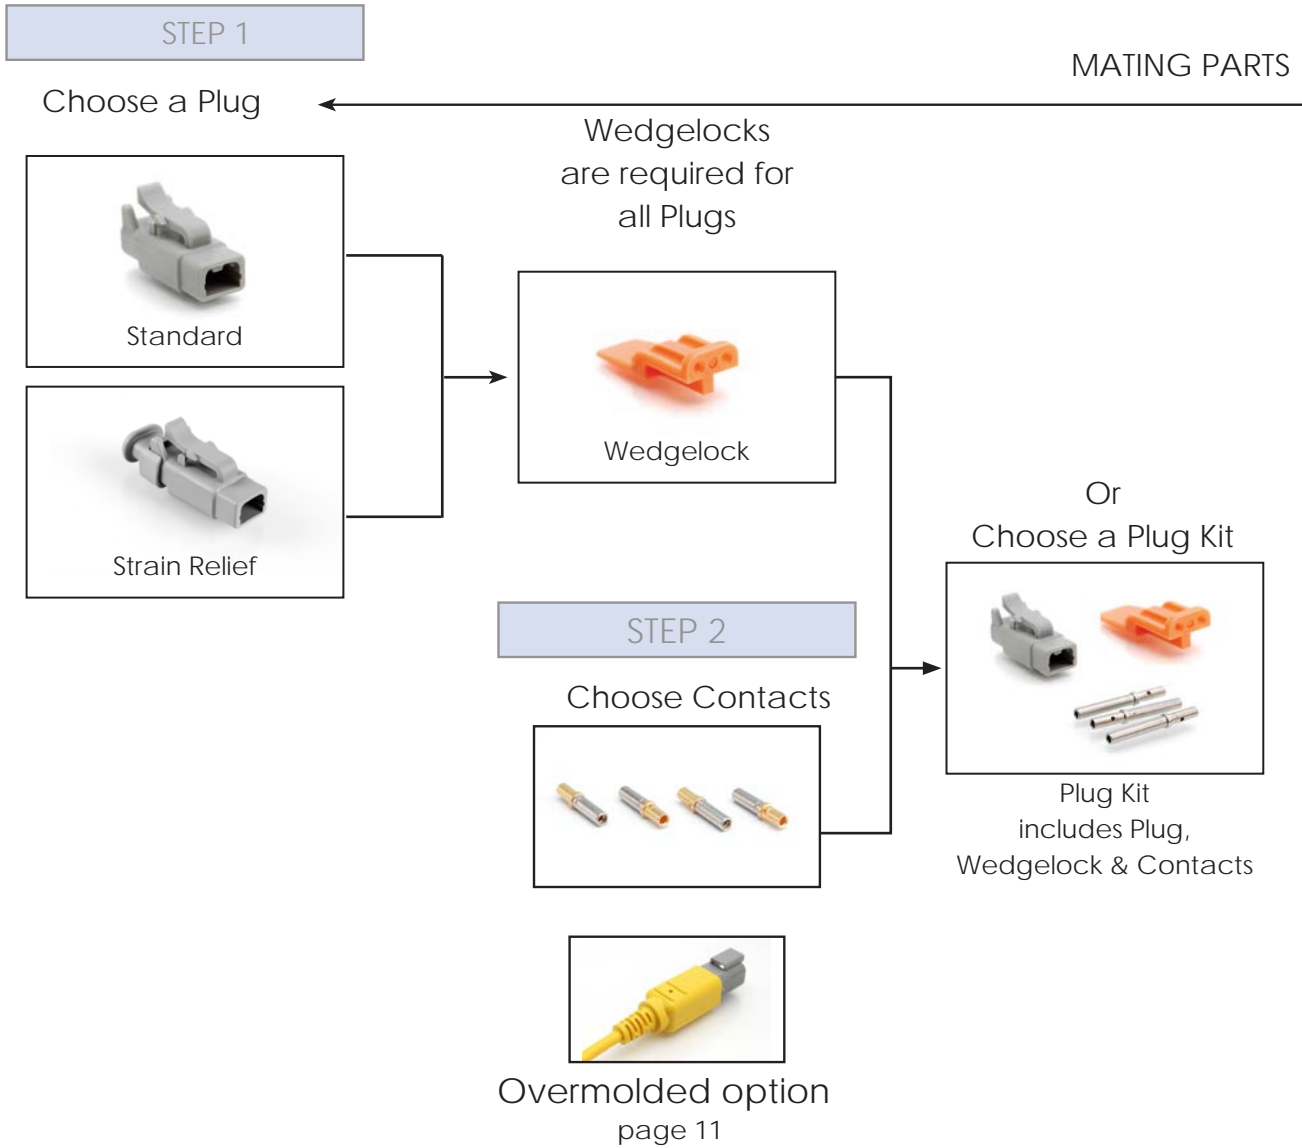 STEP 1
MATING PARTS
Choose a Plug
Wedgelocks
are required for
all Plugs
Standard
Wedgelock
Strain Relief
Or
Choose a Plug Kit
STEP 2
Choose Contacts
Plug Kit
includes Plug,
Wedgelock & Contacts
Overmolded option
page 11